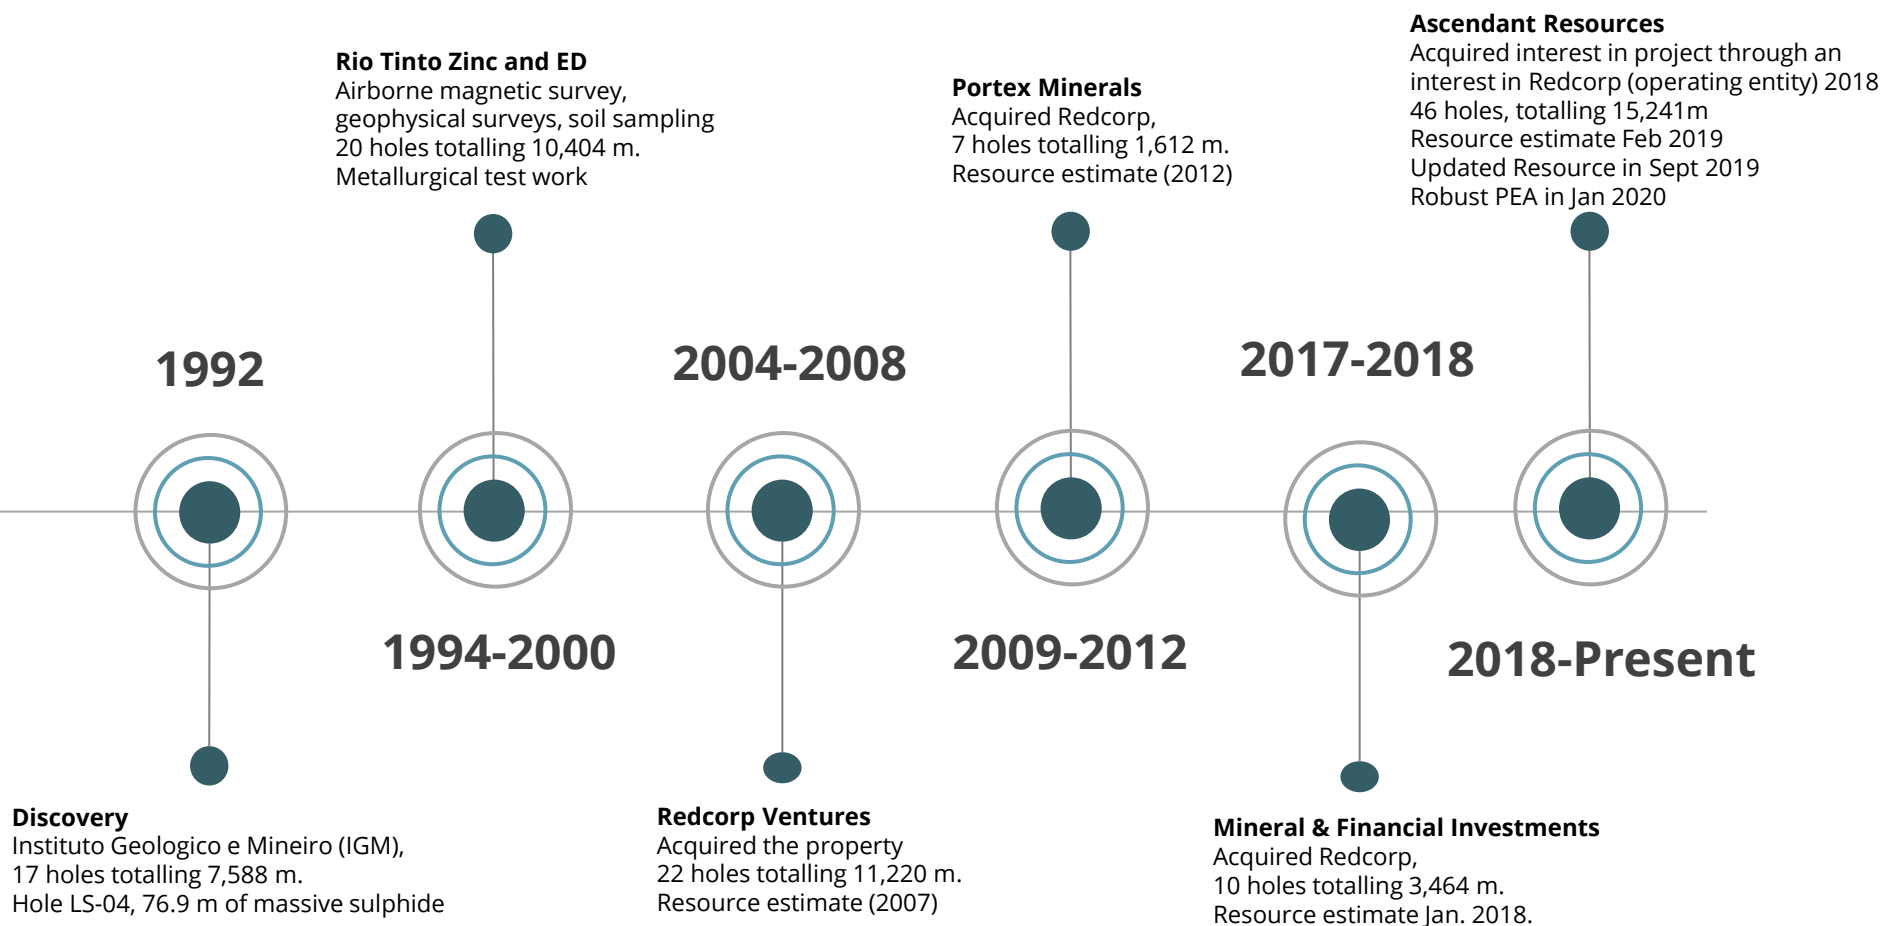 1992
Discovery
Instituto Geologico e Mineiro (IGM),
17 holes totalling 7,588 m.
Hole LS-04, 76.9 m of massive sulphide
Rio Tinto Zinc and ED
Airborne magnetic survey,
geophysical surveys, soil sampling
20 holes totalling 10,404 m.
Metallurgical test work
1994-2000
2004-2008
Redcorp Ventures
Acquired the property
22 holes totalling 11,220 m.
Resource estimate (2007)
Portex Minerals
Acquired Redcorp,
7 holes totalling 1,612 m.
Resource estimate (2012)
2009-2012
2017-2018
Mineral & Financial Investments
Acquired Redcorp,
10 holes totalling 3,464 m.
Resource estimate Jan. 2018.
Ascendant Resources
Acquired interest in project through an
interest in Redcorp (operating entity) 2018
46 holes, totalling 15,241m
Resource estimate Feb 2019
Updated Resource in Sept 2019
Robust PEA in Jan 2020
2018-Present